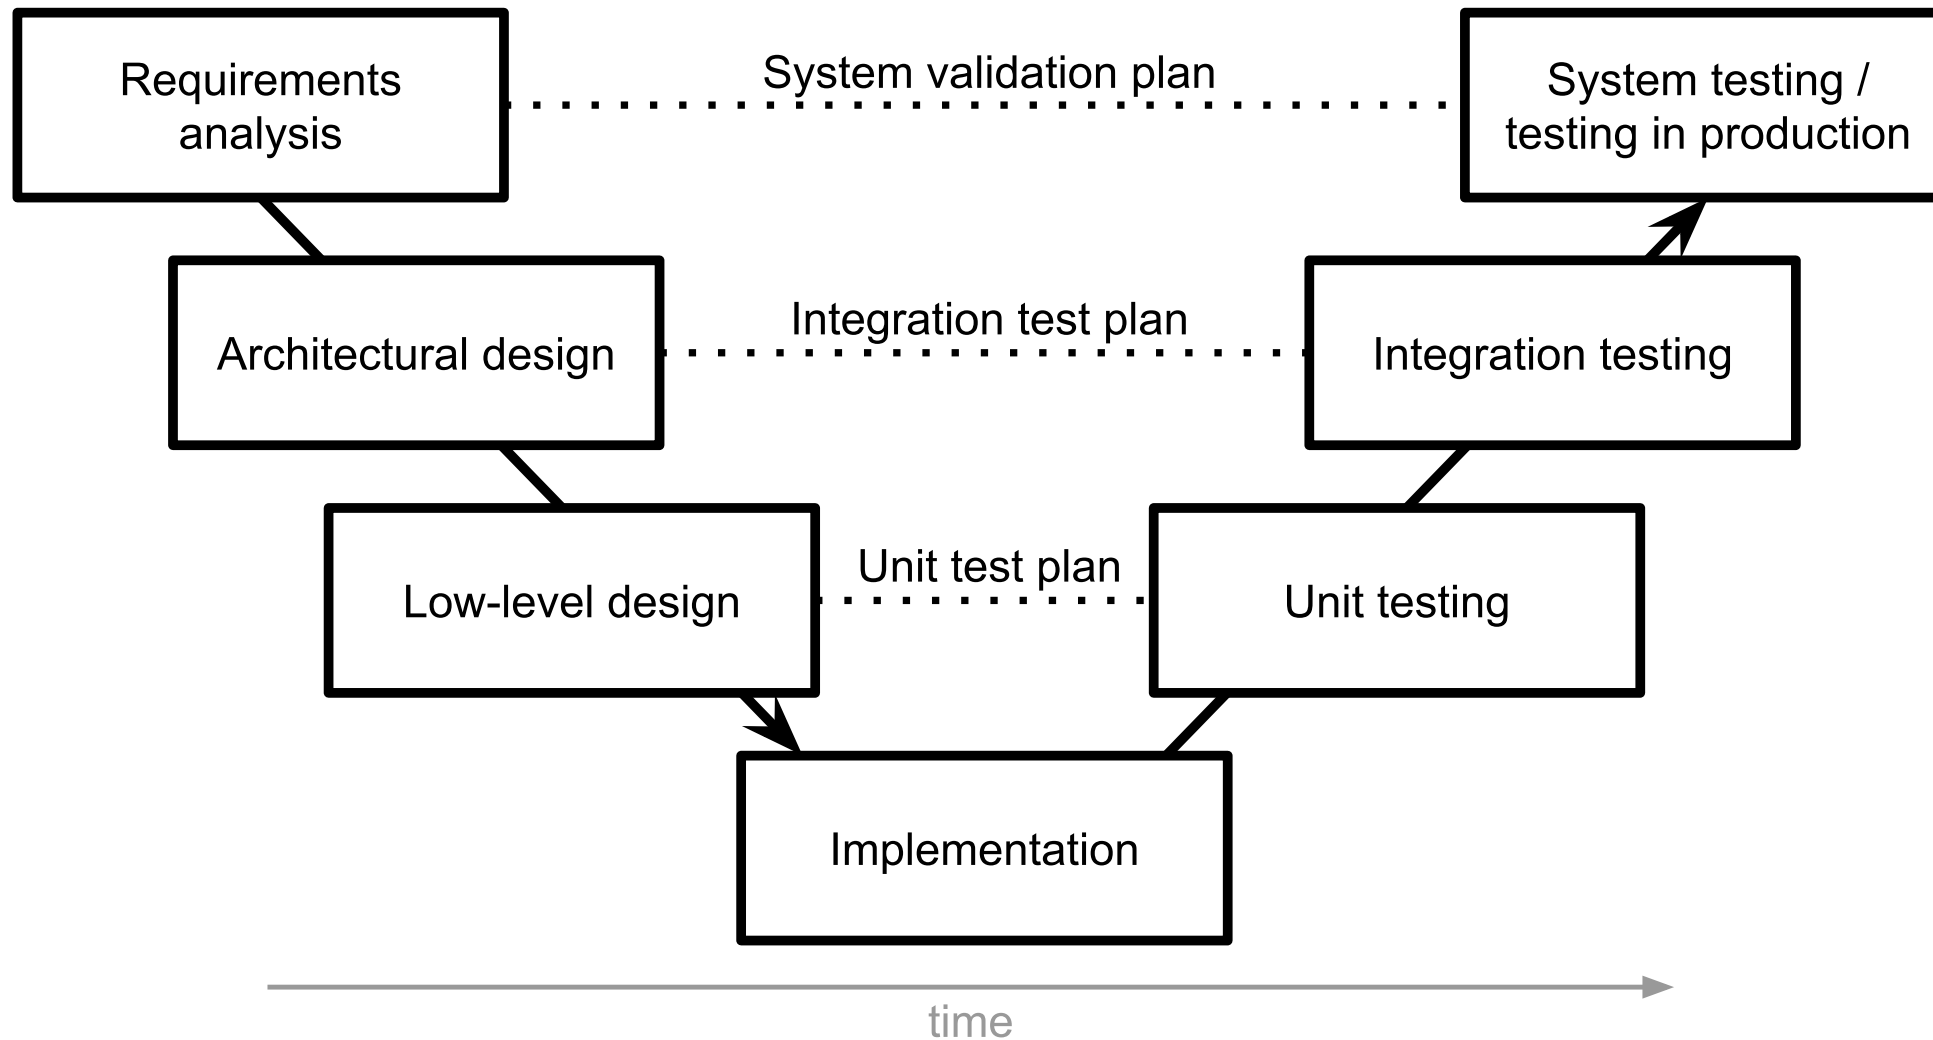 Requirements
analysis
System validation plan
System testing /
testing in production
Architectural design
Integration test plan
Integration testing
Low-level design
Unit test plan
Unit testing
Implementation
time